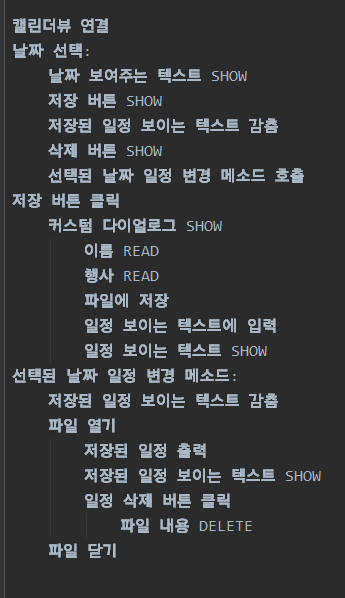 캘린더뷰 연결
날짜 선택:
날짜 보여주는 텍스트 SHOW
저장 버튼 SHOW
저장된 일정 보이는 텍스트 감춤
삭제 버튼 SHOW
선택된 날짜 일정 변경 메소드 호출
저장 버튼 클릭
커스텀 다이얼로그 SHOW
이름 READ
행사 READ
파일에 저장
일정 보이는 텍스트에 입력
일정 보이는 텍스트 SHOW
선택된 날짜 일정 변경 메소드:
저장된 일정 보이는 텍스트 감춤
파일 열기
저장된 일정 출력
저장된 일정 보이는 텍스트 SHOW
일정 삭제 버튼 클릭
파일 내용 DELETE
파일 닫기